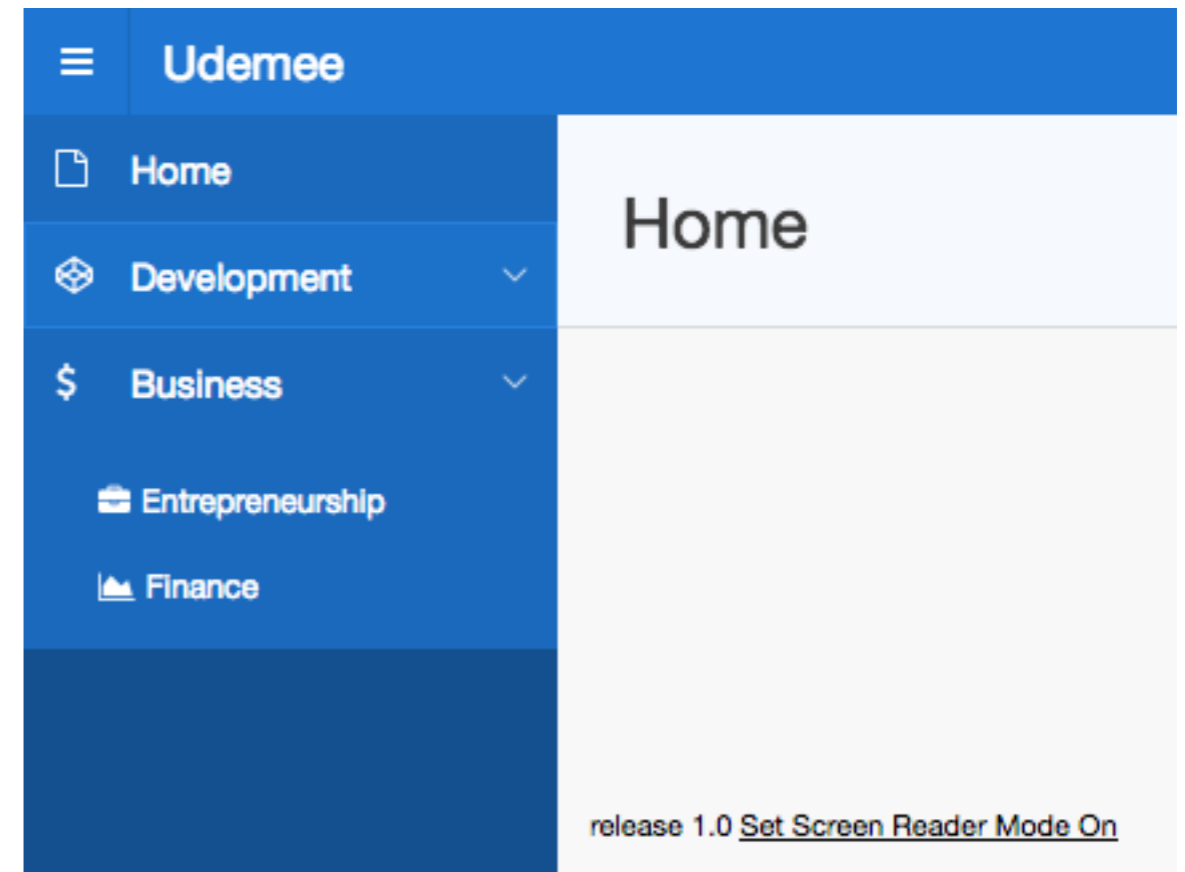 Udemee
Home
Development
Business
Entrepreneurship
Finance
Home
release 1.0 Set Screen Reader Mode On